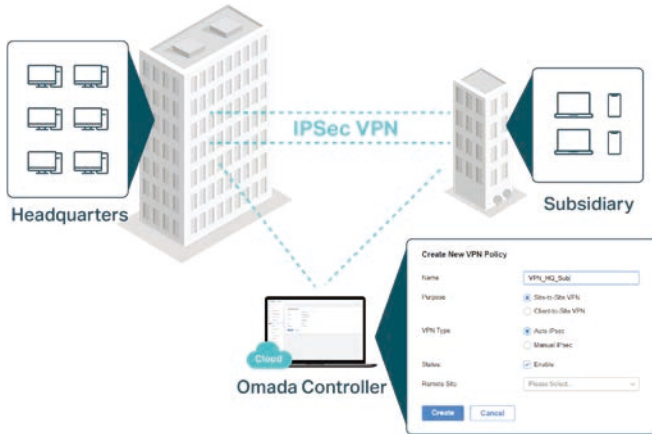 IPSec VPN
Headquarters
Subsidiary
Create New VPN Policy
Name VPN_HQ_Sub
Purpose Site-to-Site VPN
Client-to-Site VPN
VPN Type Auto IPsec
Manual IPsec
Status: Enable
Remote Site: Please Select...
Create Cancel
Cloud
Omada Controller